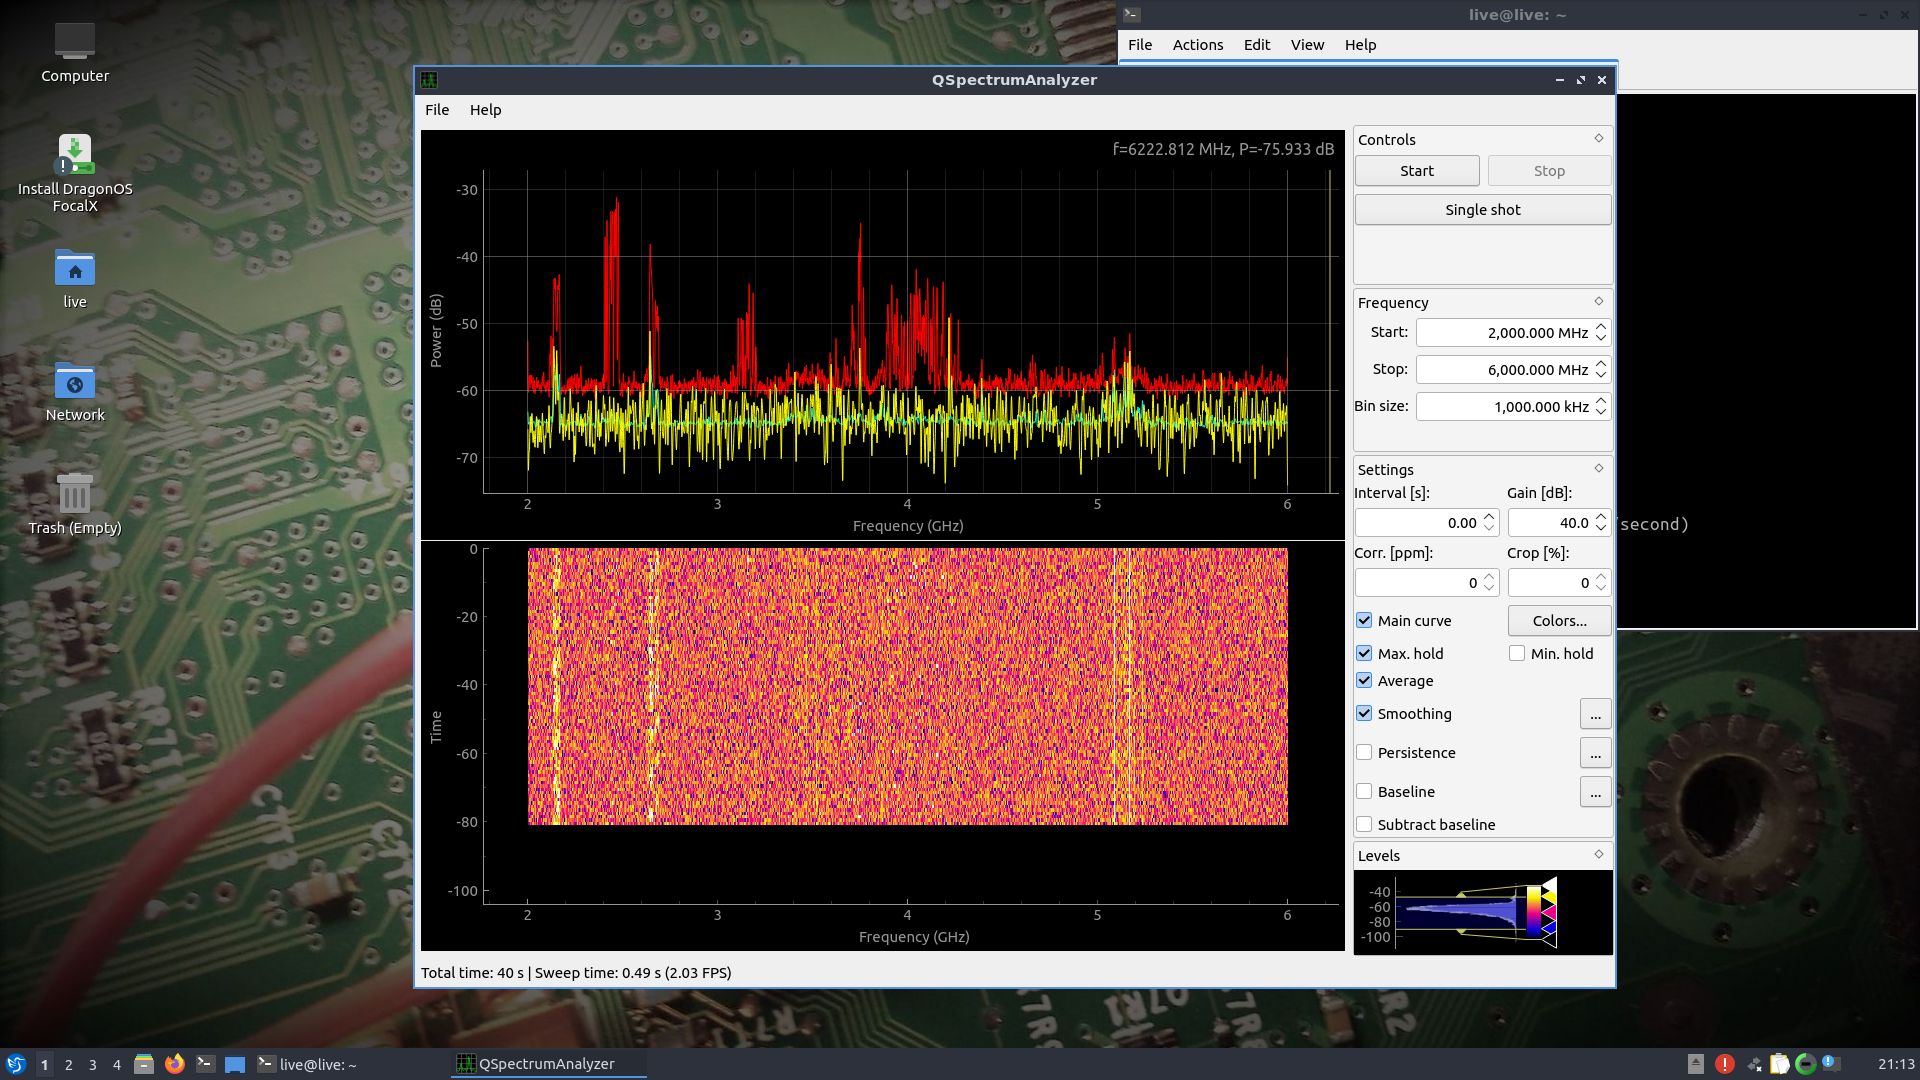 Computer
Install DragonOS
FocalX
live
Network
Trash (Empty)
live@live: ~
File Actions Edit View Help
second)
QSpectrumAnalyzer
File Help
f=6222.812 MHz, P=-75.933 dB
-30
-40
-50
-60
-70
Power (dB)
2 3 4 5 6
Frequency (GHz)
0
-20
-40
-60
-80
-100
Time
2 3 4 5 6
Frequency (GHz)
Total time: 40 s | Sweep time: 0.49 s (2.03 FPS)
Controls
Start Stop
Single shot
Frequency
Start: 2,000.000 MHz
Stop: 6,000.000 MHz
Bin size: 1,000.000 kHz
Settings
Interval [s]: Gain [dB]:
0.00 40.0
Corr. [ppm]: Crop [%]:
0 0
Main curve Colors...
Max. hold Min. hold
Average
Smoothing ...
Persistence ...
Baseline ...
Subtract baseline
Levels
-40
-60
-80
-100
1 2 3 4 live@live: ~ QSpectrumAnalyzer 21:13